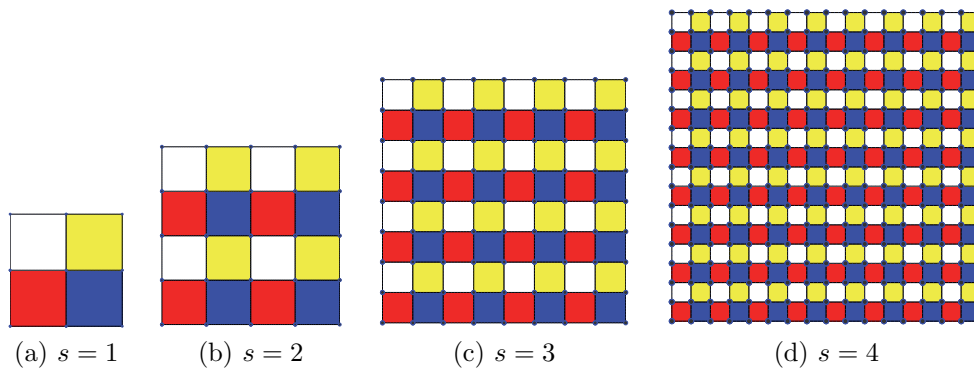 (a) s = 1
(b) s = 2
(c) s = 3
(d) s = 4